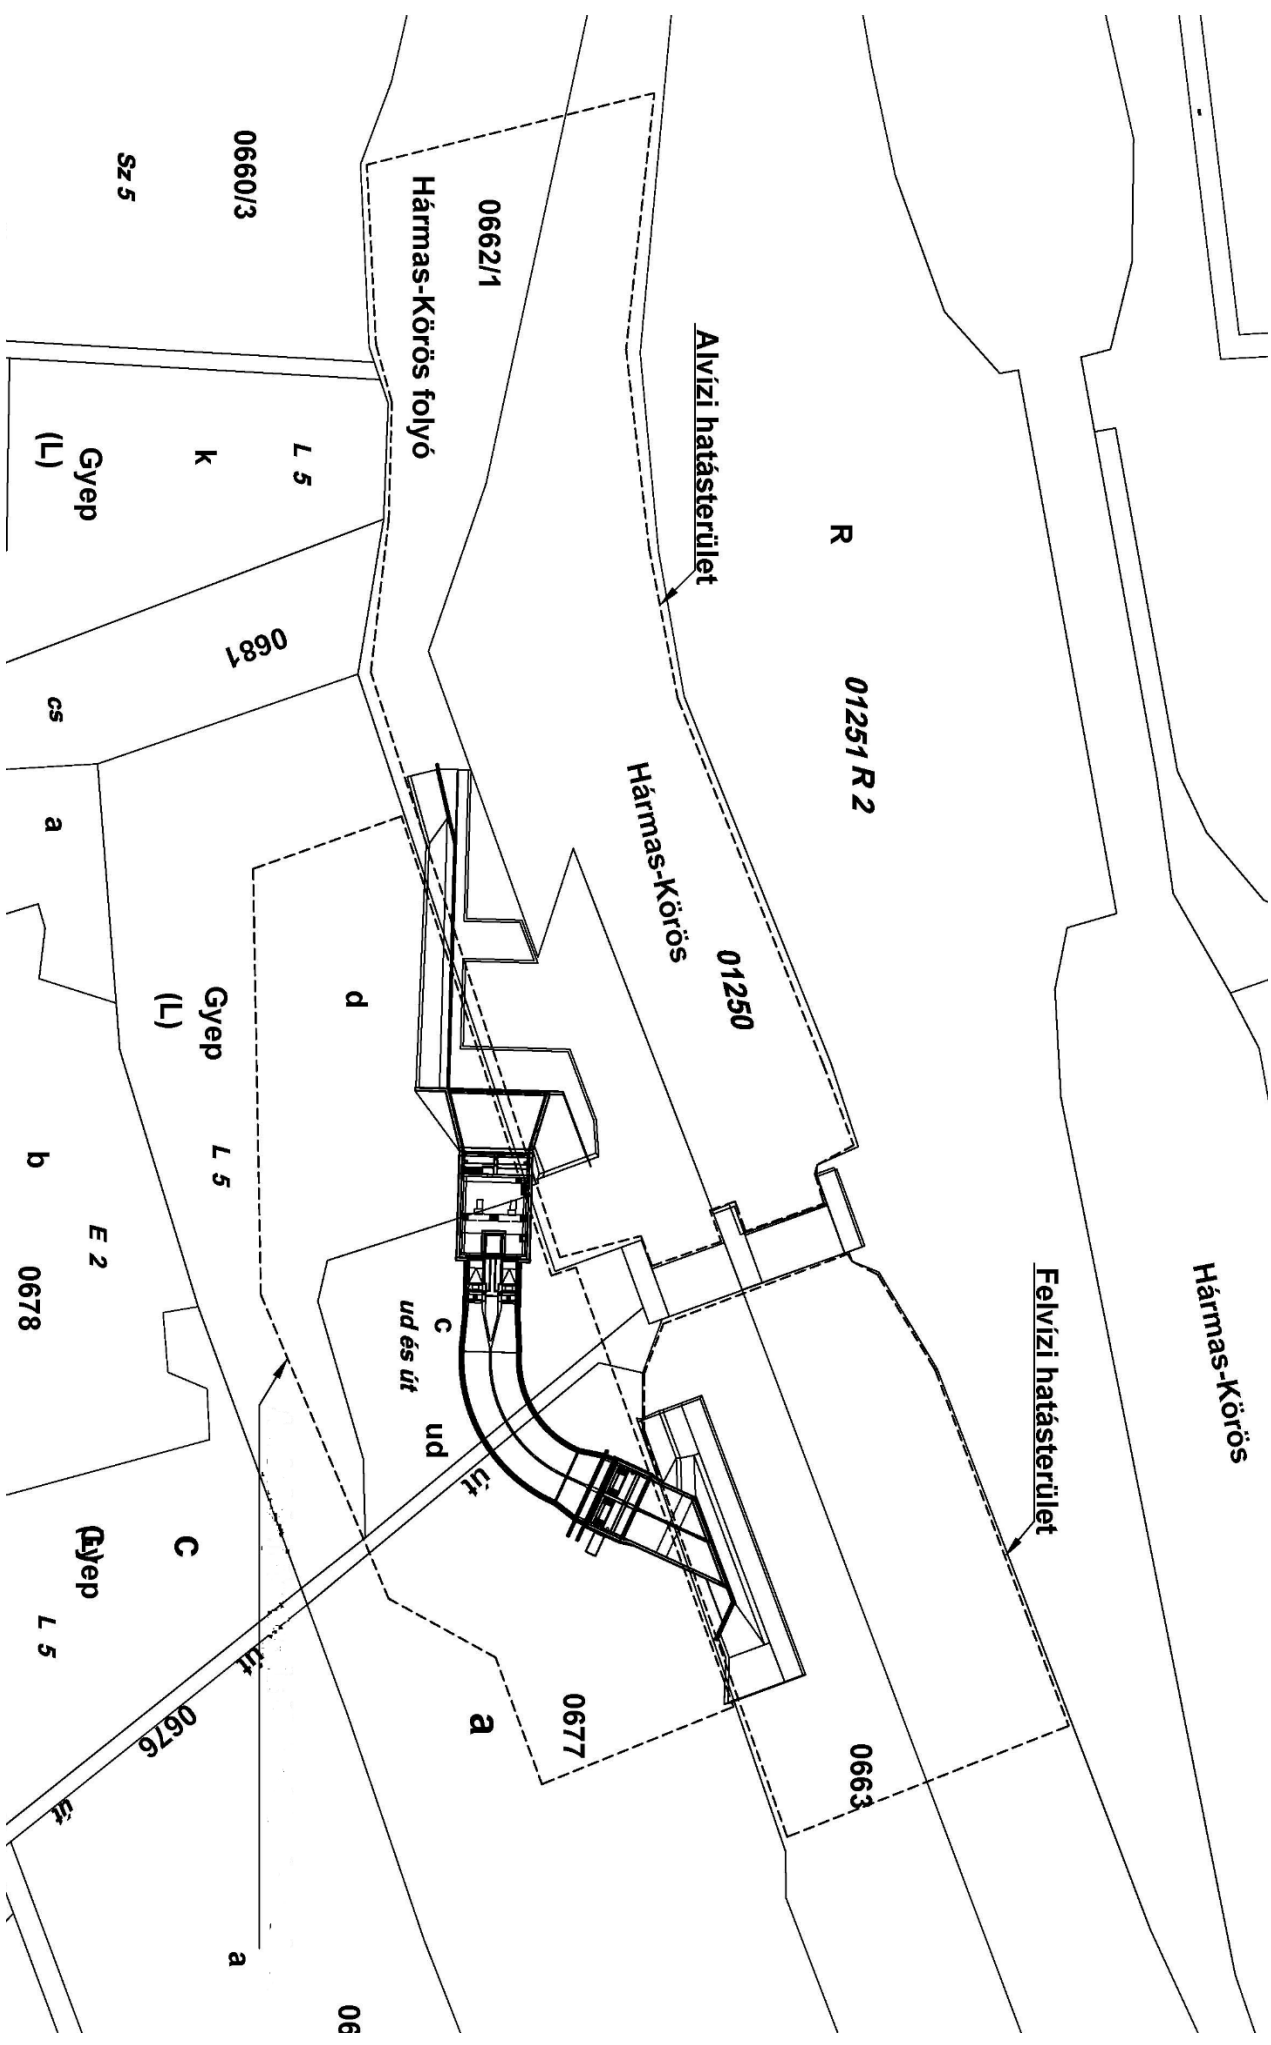 0660/3
Sz 5
0662/1
Hármas-Körös folyó
Alvízi hatásterület
L 5
k
Gyep
(L)
R
0681
cs
01251 R 2
a
Hármas-Körös
01250
d
Gyep
(L)
L 5
b
E 2
0678
c
ud és út
ud
út
Felvízi hatásterület
Hármas-Körös
C
L 5
út
0676
út
a
0677
0663
a